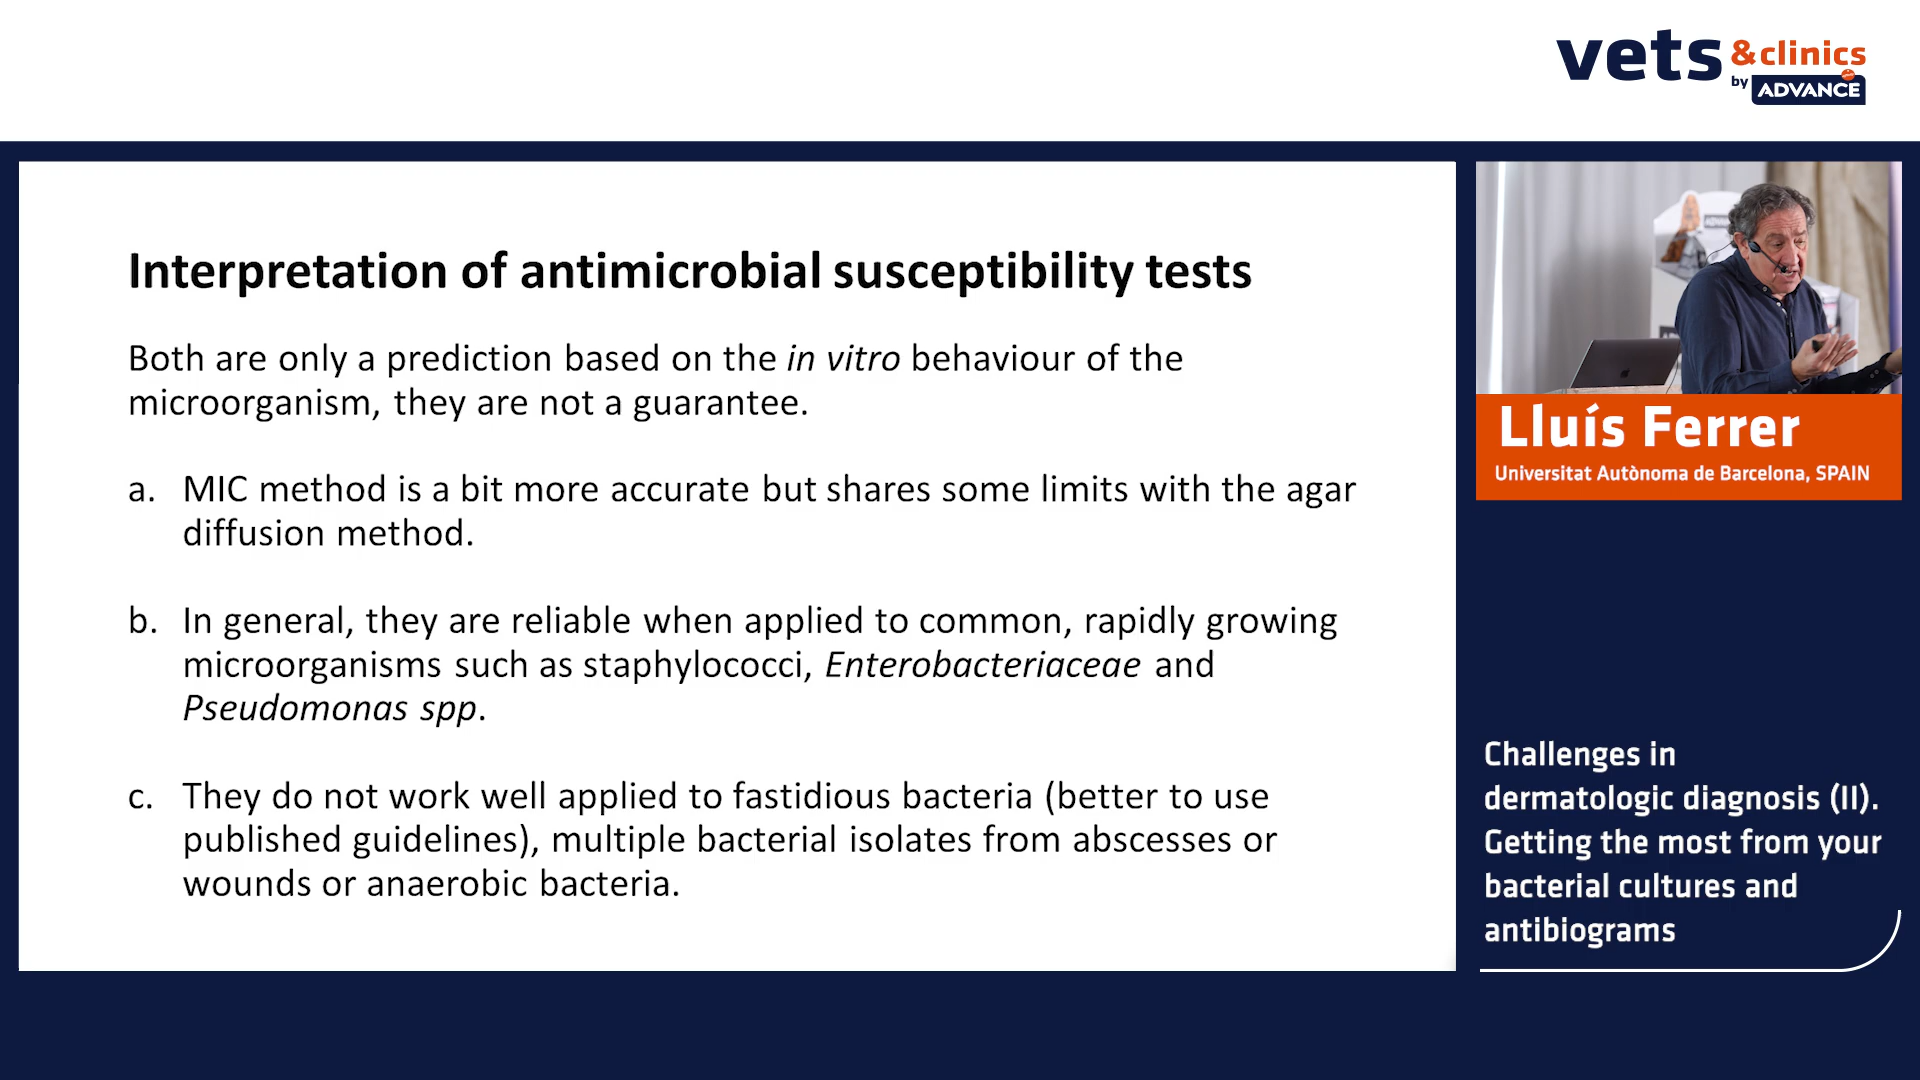 vets &clinics
by ADVANCE
Interpretation of antimicrobial susceptibility tests
Both are only a prediction based on the in vitro behaviour of the
microorganism, they are not a guarantee.
a. MIC method is a bit more accurate but shares some limits with the agar
diffusion method.
b. In general, they are reliable when applied to common, rapidly growing
microorganisms such as staphylococci, Enterobacteriaceae and
Pseudomonas spp.
c. They do not work well applied to fastidious bacteria (better to use
published guidelines), multiple bacterial isolates from abscesses or
wounds or anaerobic bacteria.
Lluís Ferrer
Universitat Autònoma de Barcelona, SPAIN
Challenges in
dermatologic diagnosis (II).
Getting the most from your
bacterial cultures and
antibiograms